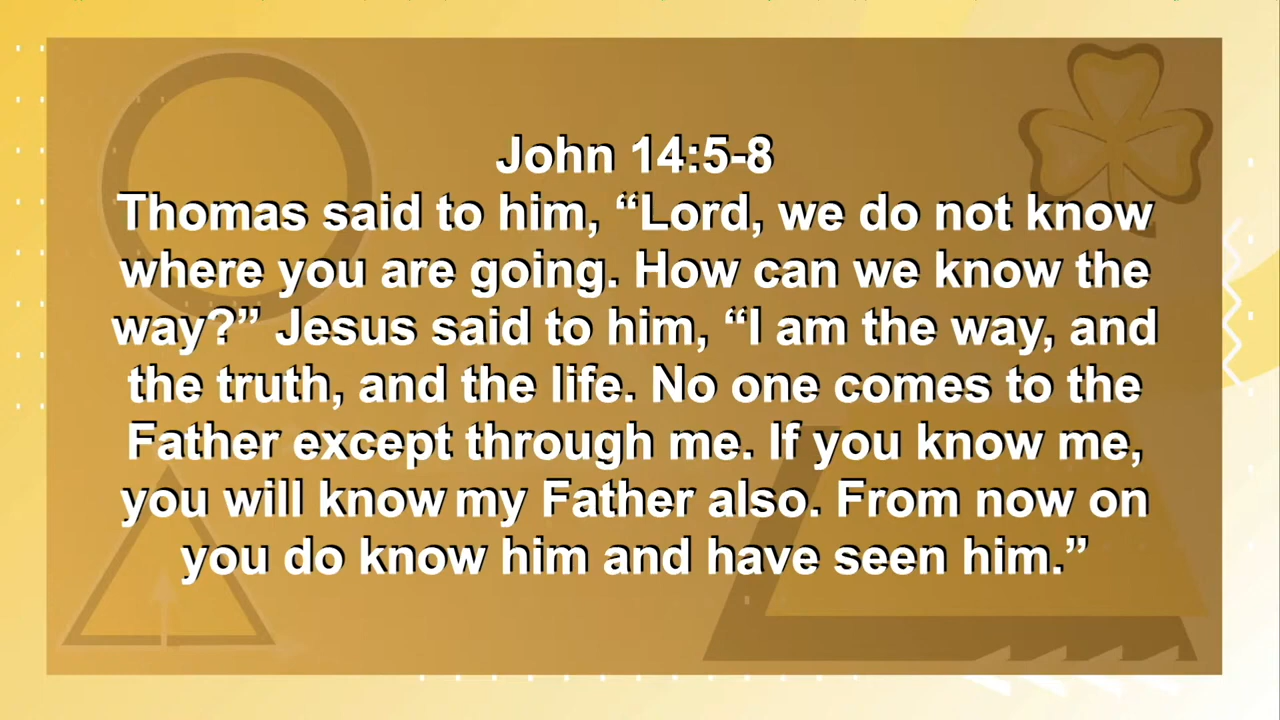 John 14:5-8
Thomas said to him, “Lord, we do not know
where you are going. How can we know the
way?” Jesus said to him, “I am the way, and
the truth, and the life. No one comes to the
Father except through me. If you know me,
you will know my Father also. From now on
you do know him and have seen him.”